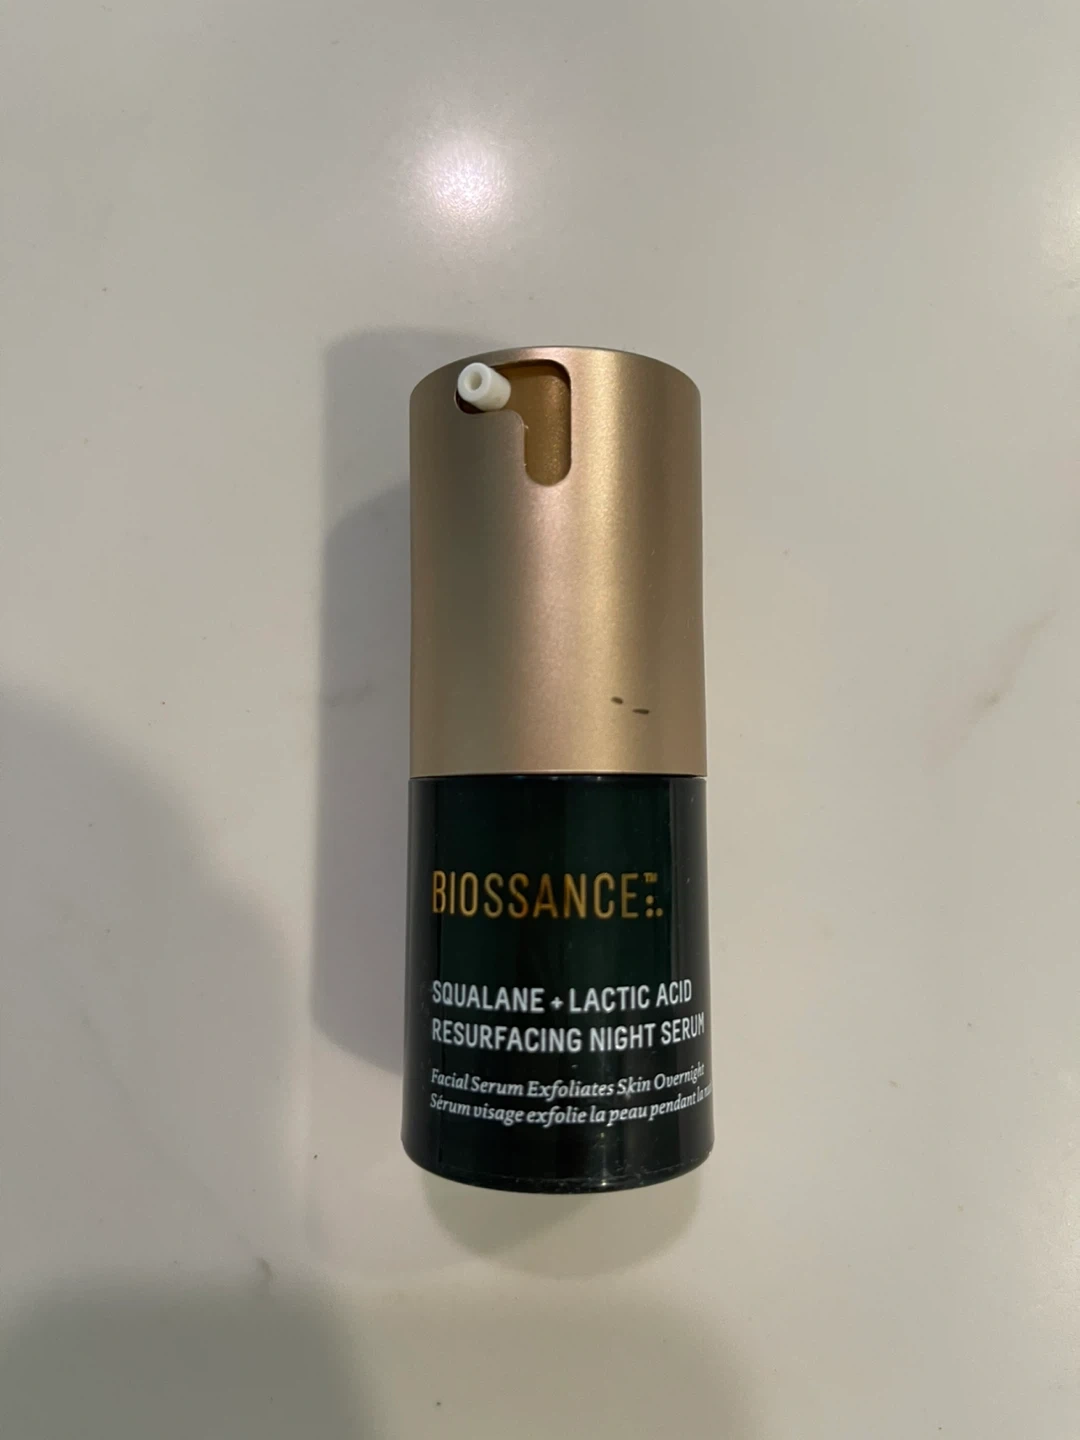 BIOSSANCE™
SQUALANE + LACTIC ACID
RESURFACING NIGHT SERUM
Facial Serum Exfoliates Skin Overnight
Sérum visage exfolie la peau pendant la